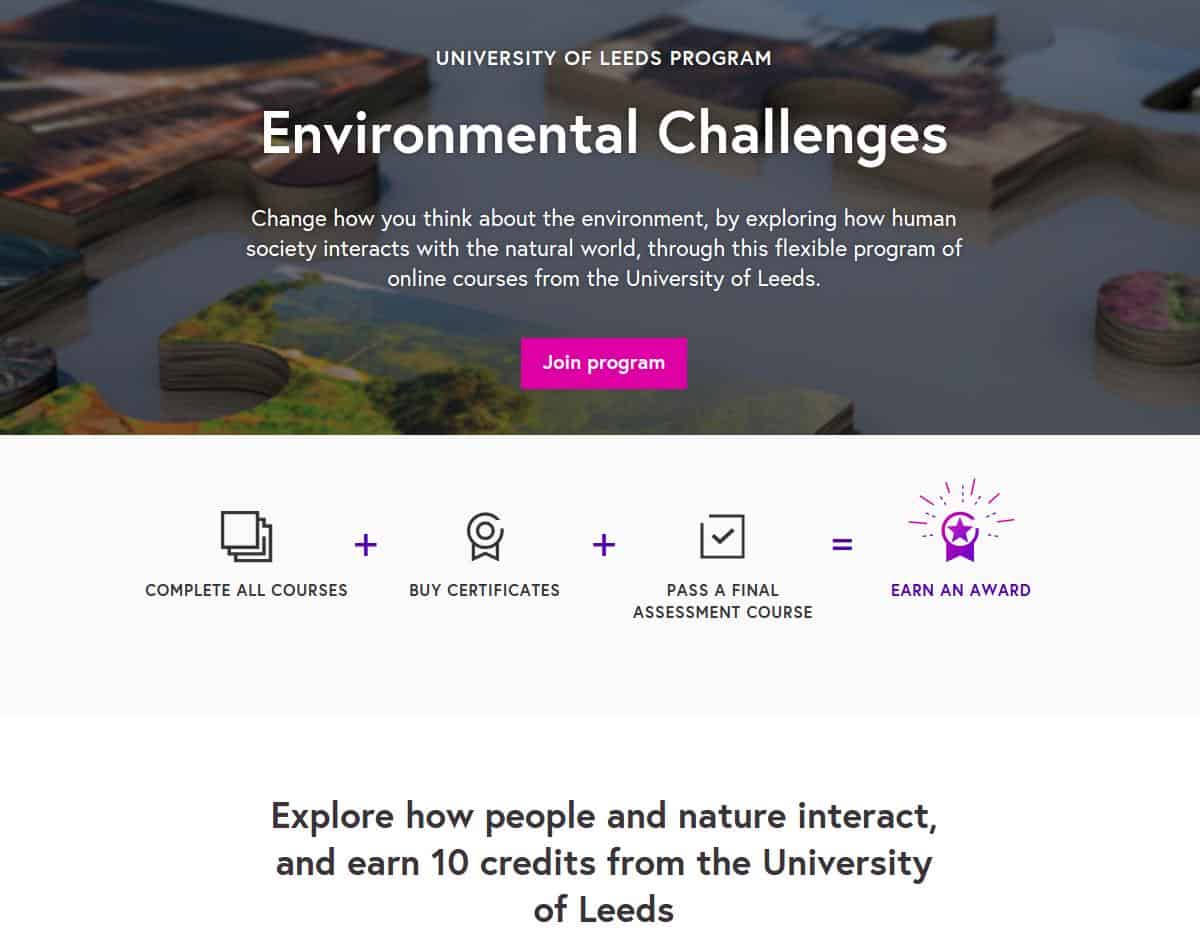 UNIVERSITY OF LEEDS PROGRAM
Environmental Challenges
Change how you think about the environment, by exploring how human
society interacts with the natural world, through this flexible program of
online courses from the University of Leeds.
Join program
+
+
=
COMPLETE ALL COURSES
BUY CERTIFICATES
PASS A FINAL
ASSESSMENT COURSE
EARN AN AWARD
Explore how people and nature interact,
and earn 10 credits from the University
of Leeds